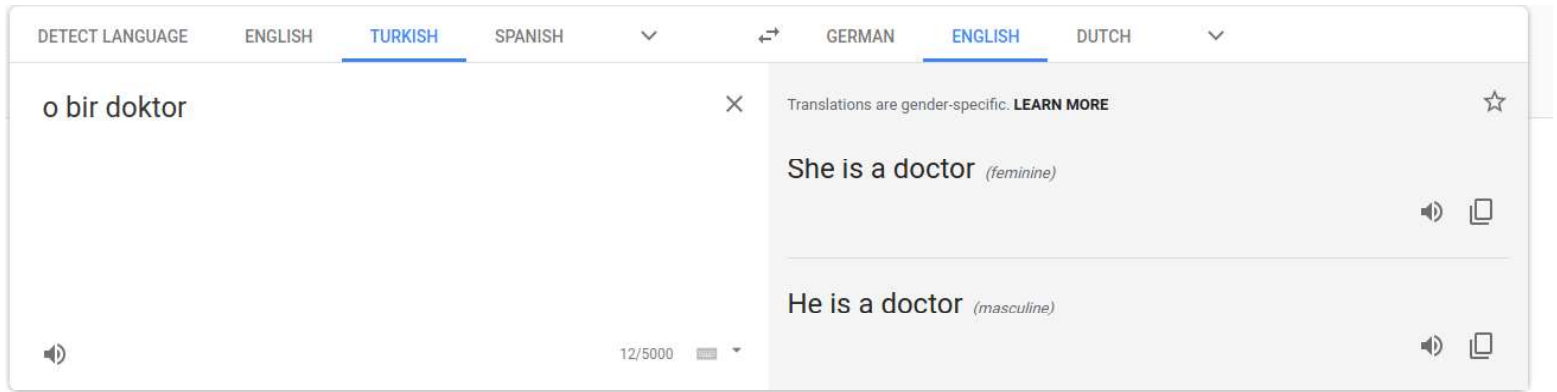 DETECT LANGUAGE ENGLISH TURKISH SPANISH GERMAN ENGLISH DUTCH
o bir doktor
Translations are gender-specific. LEARN MORE
She is a doctor (feminine)
He is a doctor (masculine)
12/5000